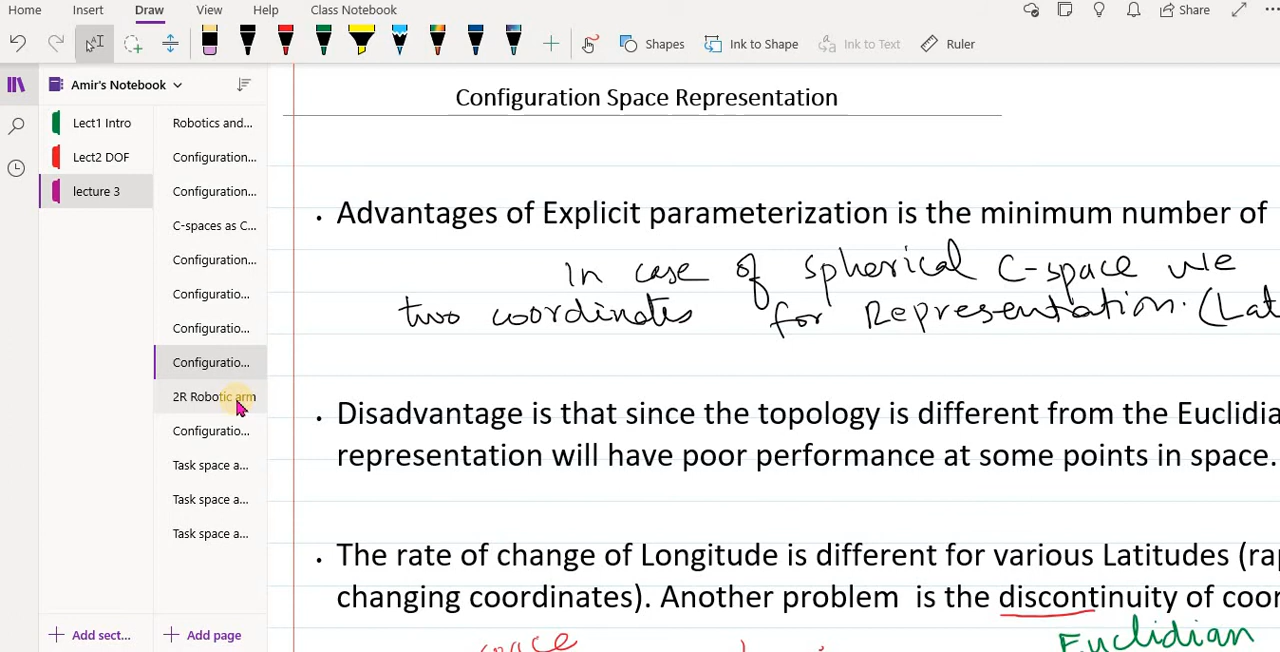 Home Insert Draw View Help Class Notebook Share
Shapes Ink to Shape Ink to Text Ruler
Amir's Notebook
Lect1 Intro
Lect2 DOF
lecture 3
Robotics and...
Configuration...
Configuration...
C-spaces as C...
Configuration...
Configuratio...
Configuratio...
Configuratio...
2R Robotic arm
Configuratio...
Task space a...
Task space a...
Task space a...
Add sect...
Add page
Configuration Space Representation
• Advantages of Explicit parameterization is the minimum number of
In case of spherical C-space we
two coordinates for Representation. (Lat
• Disadvantage is that since the topology is different from the Euclidia
representation will have poor performance at some points in space.
• The rate of change of Longitude is different for various Latitudes (rap
changing coordinates). Another problem is the discontinuity of coor
space
Euclidian